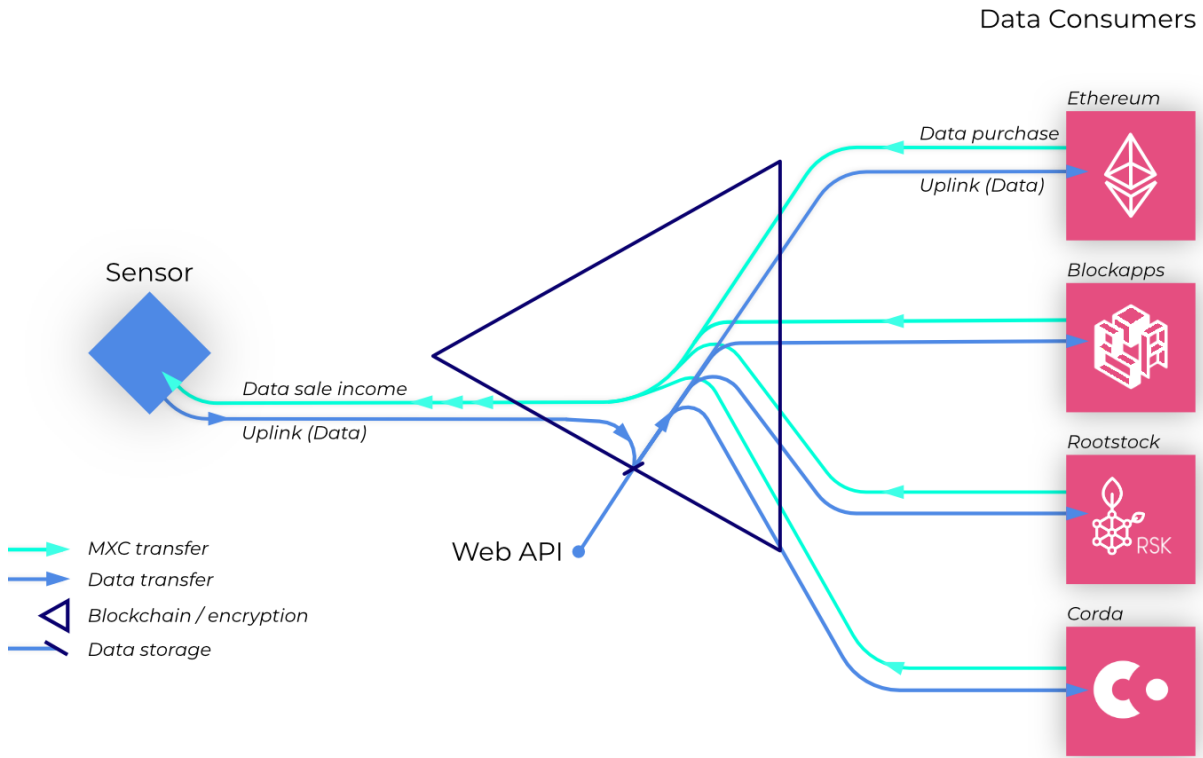 Data Consumers
Ethereum
Data purchase
Uplink (Data)
Blockapps
Sensor
Data sale income
Uplink (Data)
Rootstock
RSK
Web API
MXC transfer
Data transfer
Blockchain / encryption
Data storage
Corda